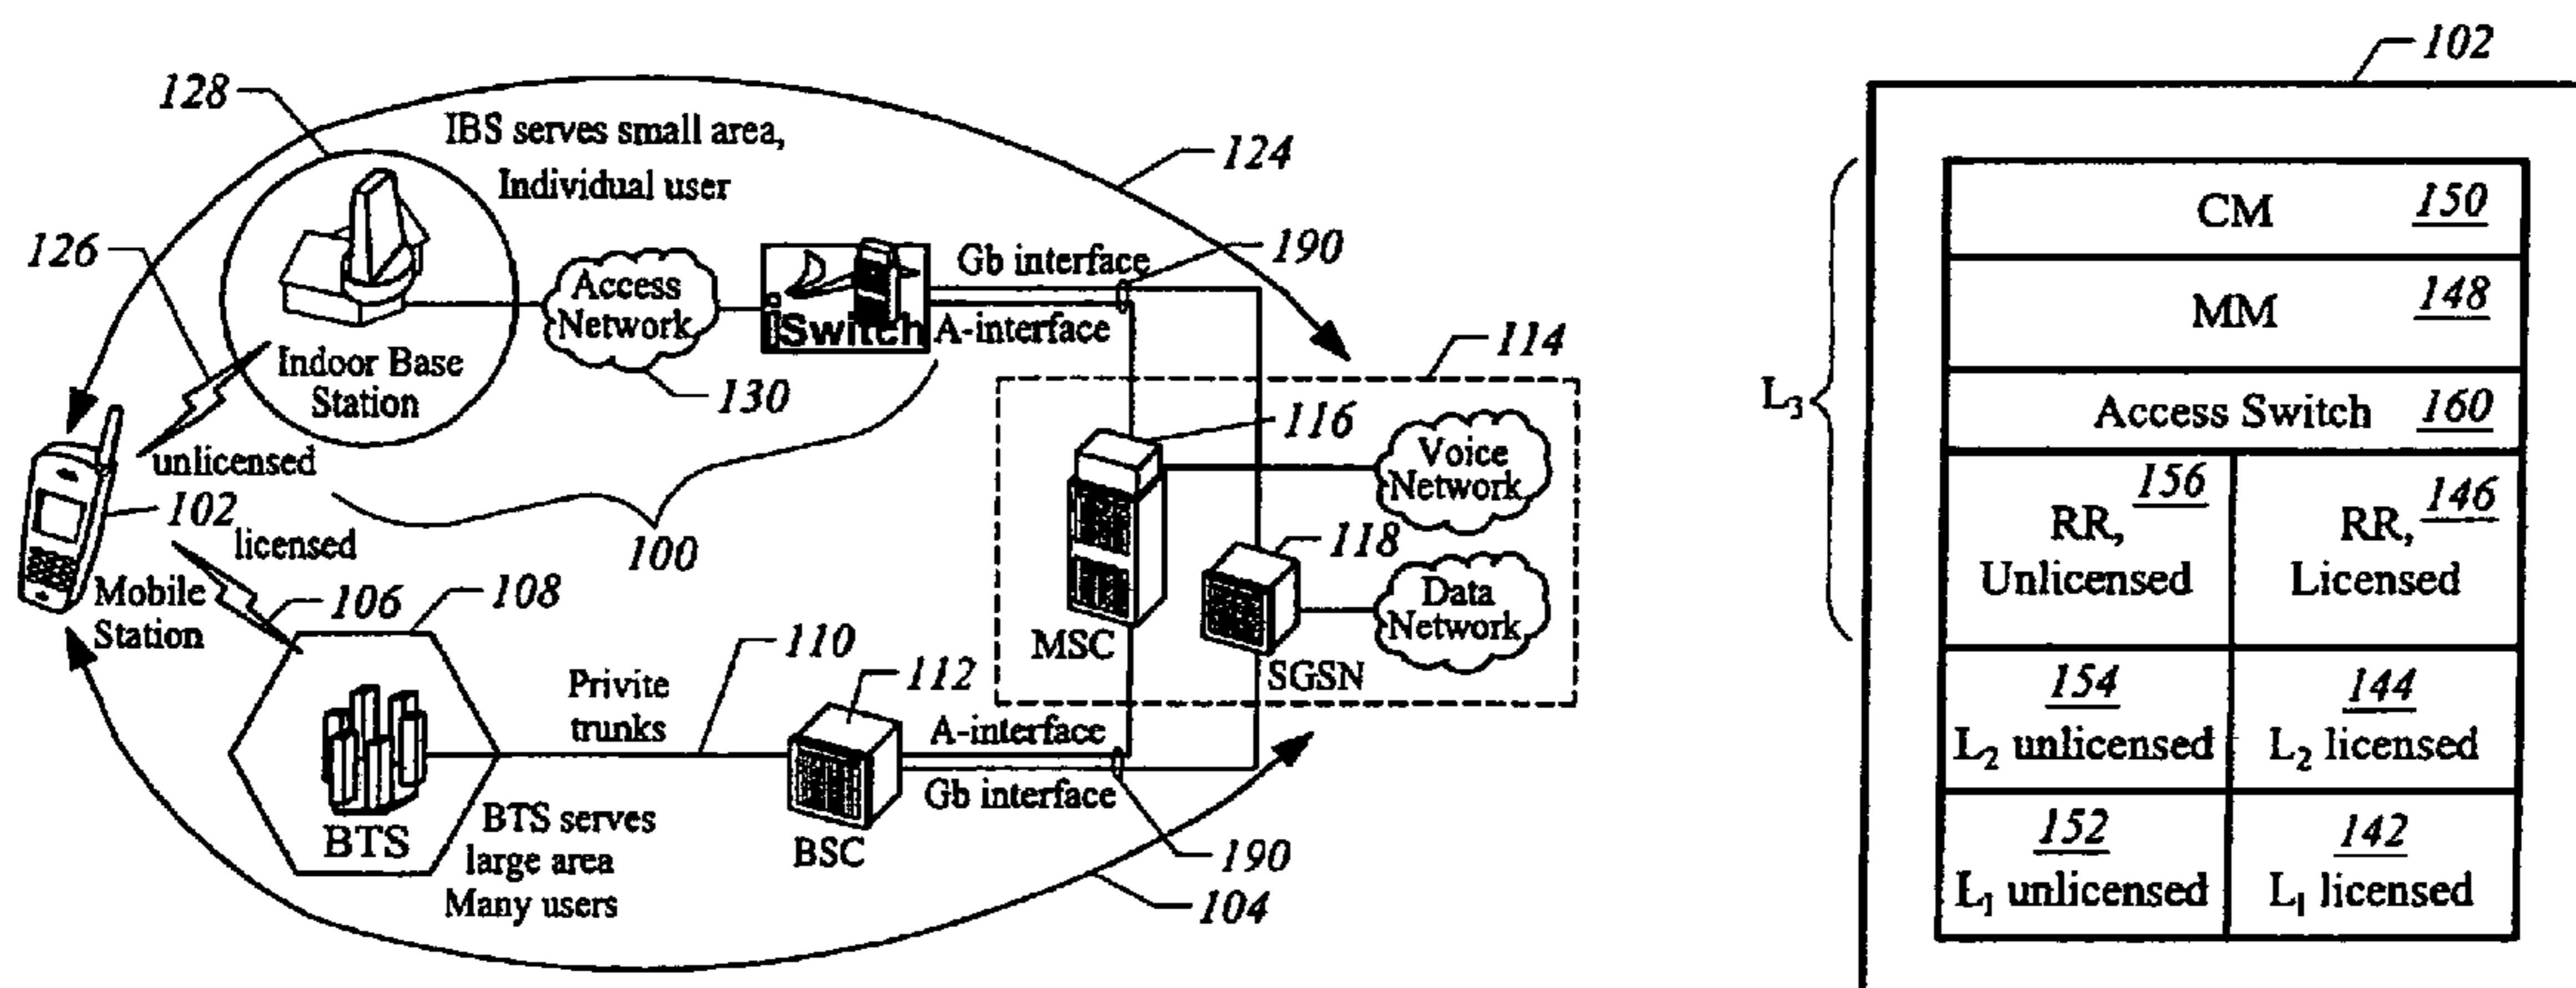 128
IBS serves small area,
Individual user
124
126
Access
Network
iSwitch
Gb interface
190
A-interface
Indoor Base
Station
130
114
unlicensed
102
licensed
100
116
Voice
Network
118
Data
Network
Mobile
Station
106
108
MSC
SGSN
110
112
Privite
trunks
A-interface
Gb interface
BTS
BTS serves
large area
Many users
BSC
190
104
102
L3
CM 150
MM 148
Access Switch 160
156
RR,
Unlicensed
146
RR,
Licensed
154
L2 unlicensed
144
L2 licensed
152
L1 unlicensed
142
L1 licensed